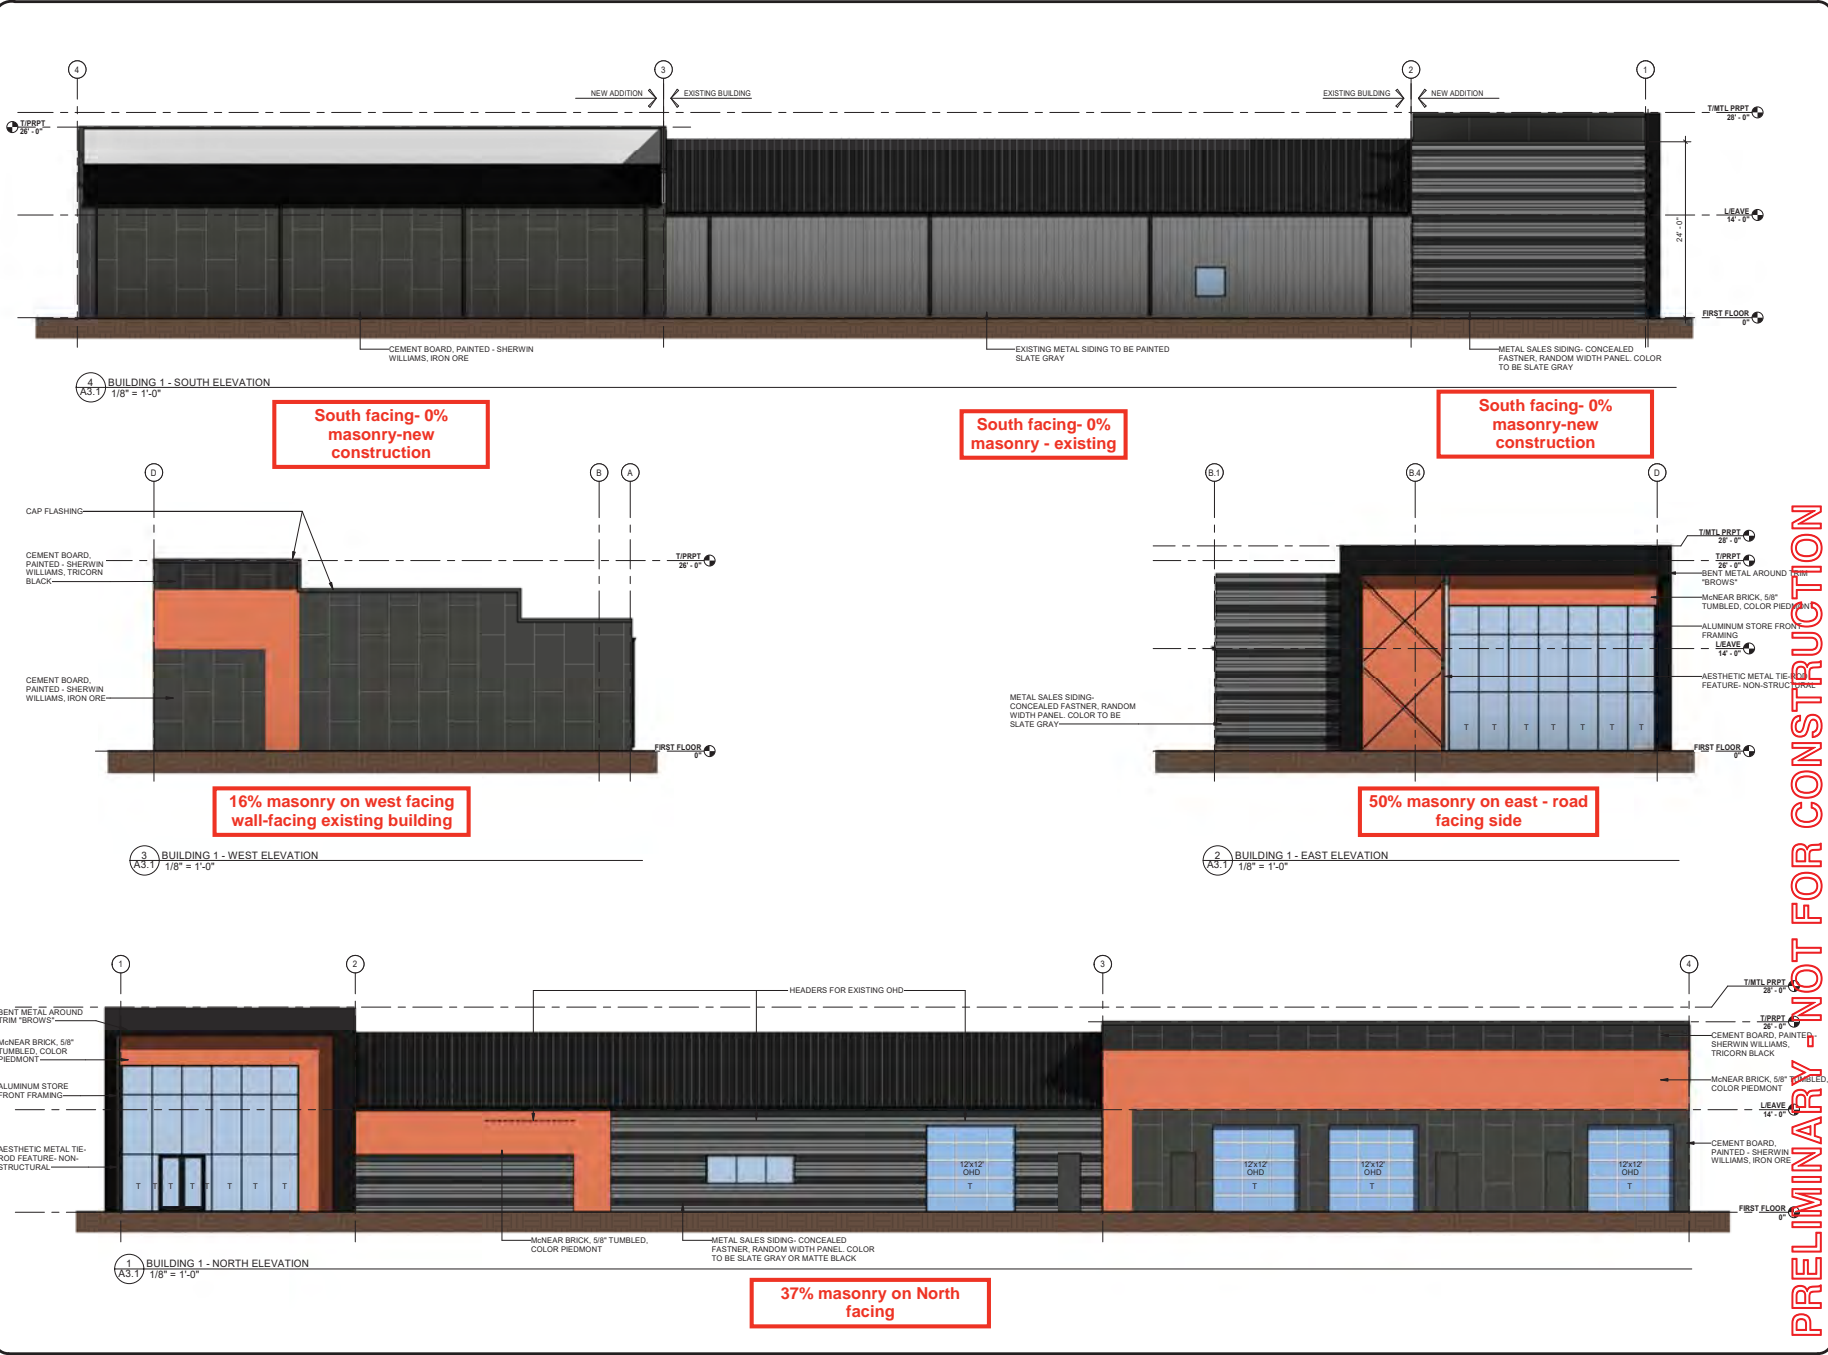 4
3
2
1
NEW ADDITION
EXISTING BUILDING
EXISTING BUILDING
NEW ADDITION
T/PRPT
26' - 0"
T/MTL PRPT
28' - 0"
L/EAVE
14' - 0"
24' - 0"
FIRST FLOOR
0"
CEMENT BOARD, PAINTED - SHERWIN
WILLIAMS, IRON ORE
EXISTING METAL SIDING TO BE PAINTED
SLATE GRAY
METAL SALES SIDING- CONCEALED
FASTNER, RANDOM WIDTH PANEL. COLOR
TO BE SLATE GRAY
4
A3.1
BUILDING 1 - SOUTH ELEVATION
1/8" = 1'-0"
South facing- 0%
masonry-new
construction
South facing- 0%
masonry - existing
South facing- 0%
masonry-new
construction
D
B
A
CAP FLASHING
CEMENT BOARD,
PAINTED - SHERWIN
WILLIAMS, TRICORN
BLACK
CEMENT BOARD,
PAINTED - SHERWIN
WILLIAMS, IRON ORE
T/PRPT
26' - 0"
FIRST FLOOR
0"
16% masonry on west facing
wall-facing existing building
3
A3.1
BUILDING 1 - WEST ELEVATION
1/8" = 1'-0"
B.1
B.4
D
T/MTL PRPT
28' - 0"
T/PRPT
26' - 0"
BENT METAL AROUND TRIM
"BROWS"
McNEAR BRICK, 5/8"
TUMBLED, COLOR PIEDMONT
ALUMINUM STORE FRONT
FRAMING
L/EAVE
14' - 0"
AESTHETIC METAL TIE-ROD
FEATURE- NON-STRUCTURAL
METAL SALES SIDING-
CONCEALED FASTNER, RANDOM
WIDTH PANEL. COLOR TO BE
SLATE GRAY
T T T T T T T
FIRST FLOOR
0"
50% masonry on east - road
facing side
2
A3.1
BUILDING 1 - EAST ELEVATION
1/8" = 1'-0"
1
2
3
4
HEADERS FOR EXISTING OHD
BENT METAL AROUND
TRIM "BROWS"
McNEAR BRICK, 5/8"
TUMBLED, COLOR
PIEDMONT
ALUMINUM STORE
FRONT FRAMING
AESTHETIC METAL TIE-
ROD FEATURE- NON-
STRUCTURAL
T T T T T T T T
12'x12'
OHD
T
12'x12'
OHD
T
12'x12'
OHD
T
12'x12'
OHD
T
T/MTL PRPT
28' - 0"
T/PRPT
26' - 0"
CEMENT BOARD, PAINTED -
SHERWIN WILLIAMS,
TRICORN BLACK
McNEAR BRICK, 5/8" TUMBLED,
COLOR PIEDMONT
L/EAVE
14' - 0"
CEMENT BOARD,
PAINTED - SHERWIN
WILLIAMS, IRON ORE
FIRST FLOOR
0"
McNEAR BRICK, 5/8" TUMBLED,
COLOR PIEDMONT
METAL SALES SIDING- CONCEALED
FASTNER, RANDOM WIDTH PANEL. COLOR
TO BE SLATE GRAY OR MATTE BLACK
1
A3.1
BUILDING 1 - NORTH ELEVATION
1/8" = 1'-0"
37% masonry on North
facing
PRELIMINARY - NOT FOR CONSTRUCTION